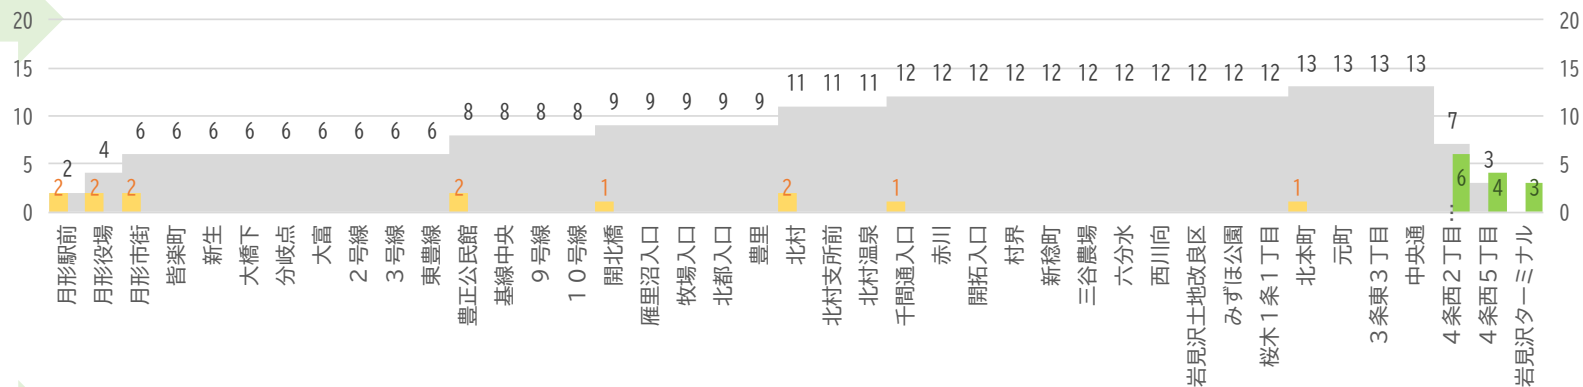 20
15
10
5
0
20
15
10
5
0
2 4 6 6 6 6 6 6 6 6 6 8 8 8 8 9 9 9 9 9 11 11 11 12 12 12 12 12 12 12 12 12 12 12 13 13 13 13 7 3
2 2 2 2 1 2 1 1
6 4 3
月形駅前
月形役場
月形市街
皆楽町
新生
大橋下
分岐点
大富
２号線
３号線
東豊線
豊正公民館
基線中央
９号線
１０号線
開北橋
雁里沼入口
牧場入口
北都入口
豊里
北村
北村支所前
北村温泉
千間通入口
赤川
開拓入口
村界
新稔町
三谷農場
六分水
西川向
岩見沢土地改良区
みずほ公園
桜木１条１丁目
北本町
元町
３条東３丁目
中央通
４条西２丁目…
４条西５丁目
岩見沢ターミナル